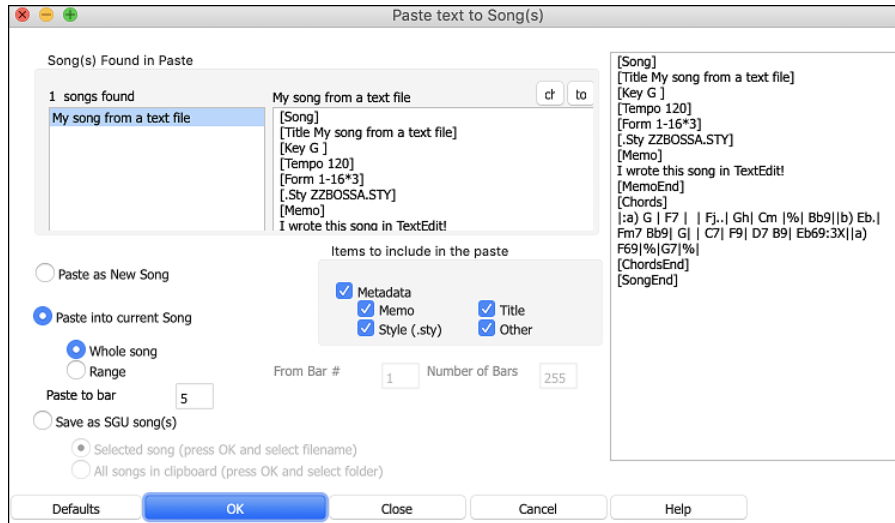 Paste text to Song(s)
Song(s) Found in Paste
1 songs found
My song from a text file
My song from a text file
ch
to
[Song]
[Title My song from a text file]
[Key G ]
[Tempo 120]
[Form 1-16*3]
[.Sty ZZBOSSA.STY]
[Memo]
I wrote this song in TextEdit!
Items to include in the paste
Metadata
Memo
Title
Style (.sty)
Other
Paste as New Song
Paste into current Song
Whole song
Range
From Bar #
1
Number of Bars
255
Paste to bar
5
Save as SGU song(s)
Selected song (press OK and select filename)
All songs in clipboard (press OK and select folder)
[Song]
[Title My song from a text file]
[Key G ]
[Tempo 120]
[Form 1-16*3]
[.Sty ZZBOSSA.STY]
[Memo]
I wrote this song in TextEdit!
[MemoEnd]
[Chords]
|:a) G | F7 | | Fj..| Gh| Cm |%| Bb9||b) Eb.|
Fm7 Bb9| G| | C7| F9| D7 B9| Eb69:3X||a)
F69|%|G7|%|
[ChordsEnd]
[SongEnd]
Defaults
OK
Close
Cancel
Help